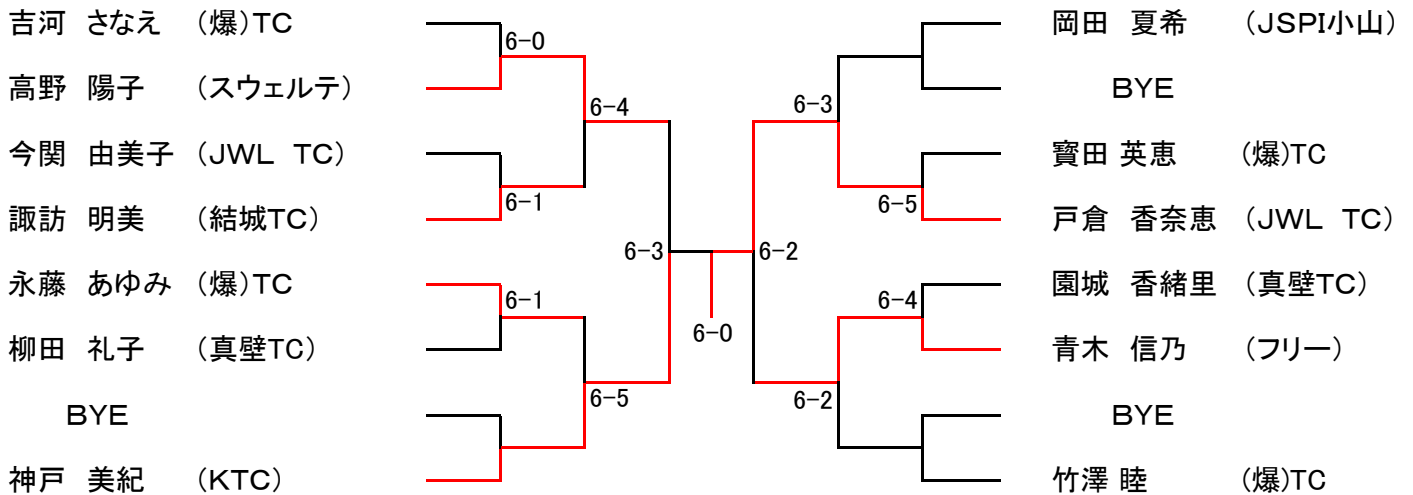 吉河 さなえ (爆)TC
6-0
高野 陽子 (スウェルテ)
6-4
今関 由美子 (JWL TC)
6-1
諏訪 明美 (結城TC)
6-3
永藤 あゆみ (爆)TC
6-1
柳田 礼子 (真壁TC)
6-5
BYE
神戸 美紀 (KTC)
6-0
岡田 夏希 (JSPI小山)
BYE
6-3
寳田 英恵 (爆)TC
6-5
戸倉 香奈恵 (JWL TC)
6-2
園城 香緒里 (真壁TC)
6-4
青木 信乃 (フリー)
6-2
BYE
竹澤 睦 (爆)TC